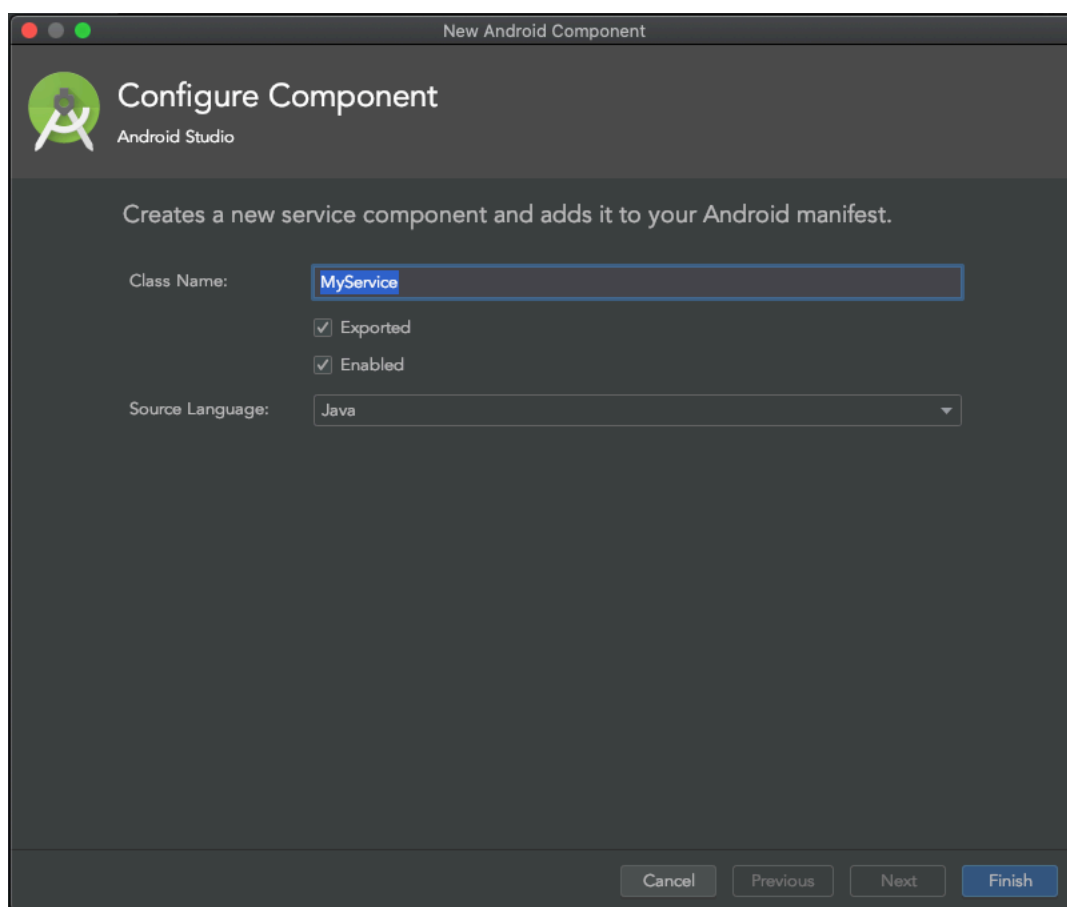 New Android Component
Configure Component
Android Studio
Creates a new service component and adds it to your Android manifest.
Class Name: MyService
Exported
Enabled
Source Language: Java
Cancel Previous Next Finish